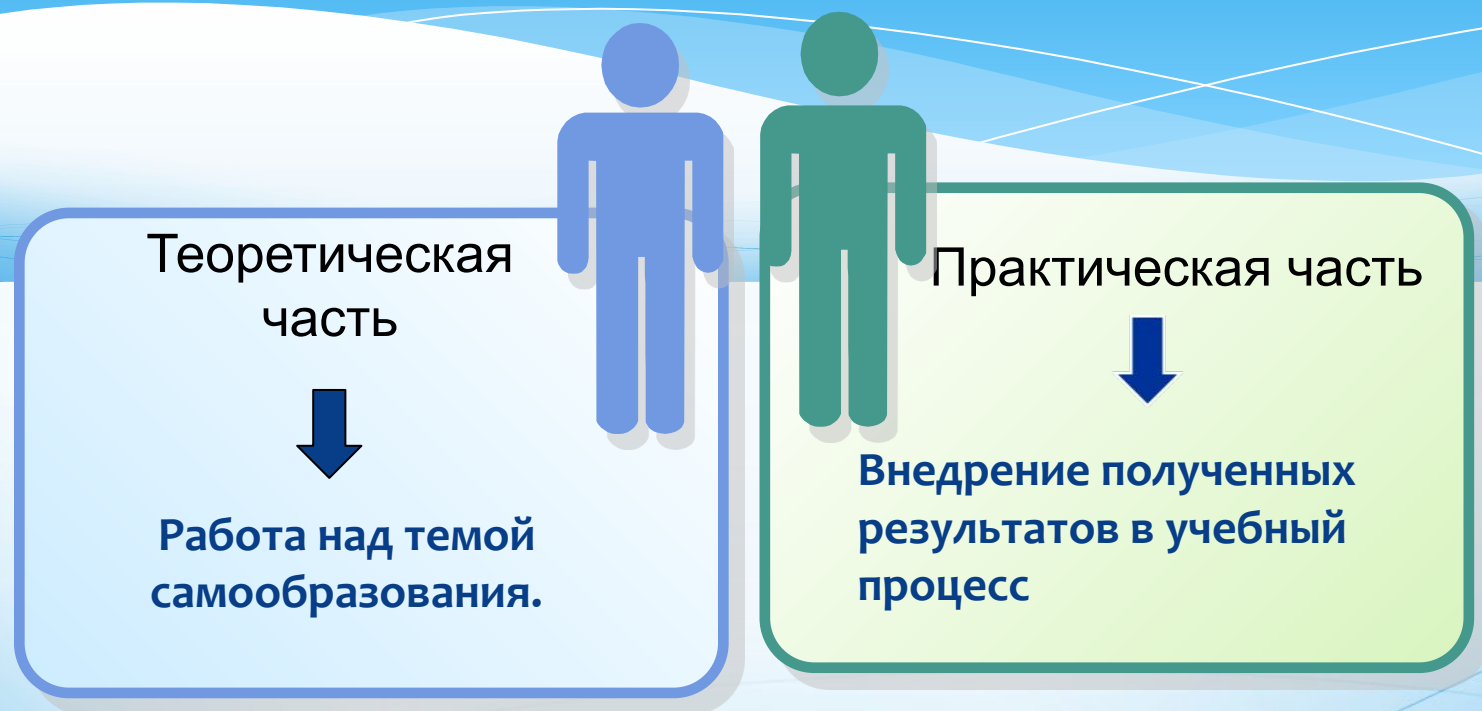 Теоретическая
часть
Работа над темой
самообразования.
Практическая часть
Внедрение полученных
результатов в учебный
процесс